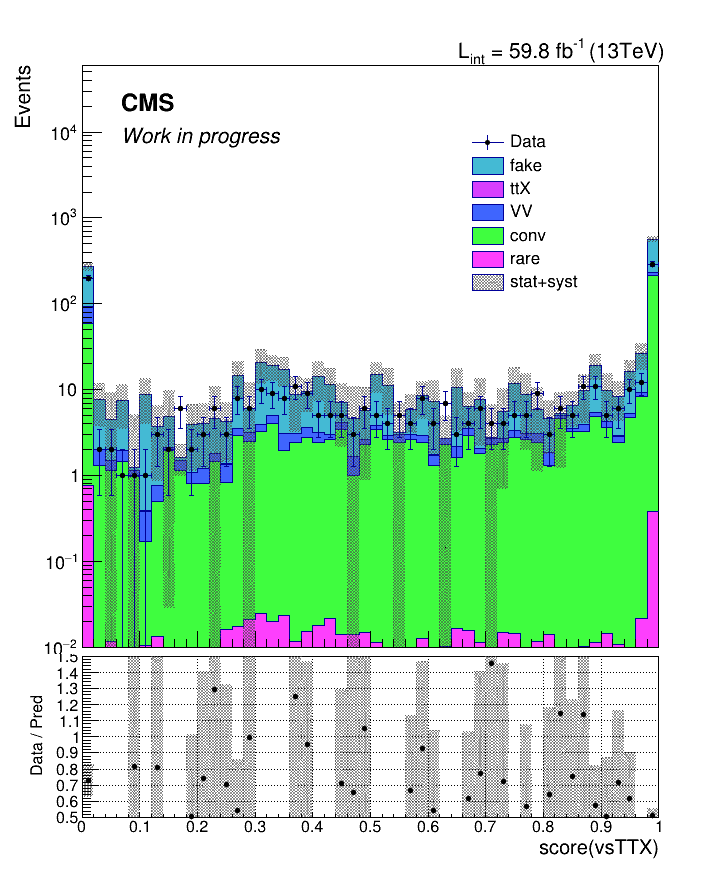 L_int = 59.8 fb^-1 (13TeV)
Events
CMS
Work in progress
Data
fake
ttX
VV
conv
rare
stat+syst
10^4
10^3
10^2
10
1
10^−1
10^−2
Data / Pred
1.5
1.4
1.3
1.2
1.1
1
0.9
0.8
0.7
0.6
0.5
0 0.1 0.2 0.3 0.4 0.5 0.6 0.7 0.8 0.9 1
score(vsTTX)